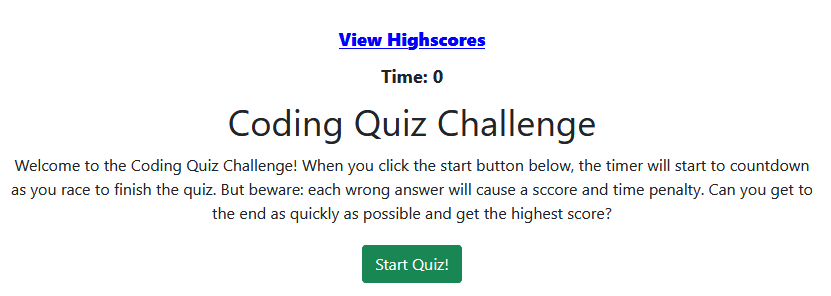 View Highscores
Time: 0
Coding Quiz Challenge
Welcome to the Coding Quiz Challenge! When you click the start button below, the timer will start to countdown
as you race to finish the quiz. But beware: each wrong answer will cause a sccore and time penalty. Can you get to
the end as quickly as possible and get the highest score?
Start Quiz!